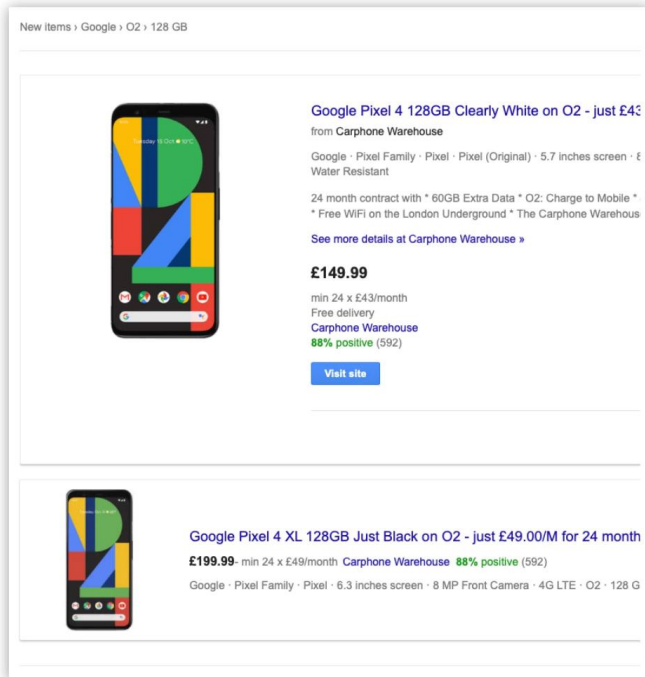 New items › Google › O2 › 128 GB
Google Pixel 4 128GB Clearly White on O2 - just £43
from Carphone Warehouse
Google · Pixel Family · Pixel · Pixel (Original) · 5.7 inches screen · 8
Water Resistant
24 month contract with * 60GB Extra Data * O2: Charge to Mobile *
* Free WiFi on the London Underground * The Carphone Warehous
See more details at Carphone Warehouse »
£149.99
min 24 x £43/month
Free delivery
Carphone Warehouse
88% positive (592)
Visit site
Google Pixel 4 XL 128GB Just Black on O2 - just £49.00/M for 24 month
£199.99- min 24 x £49/month Carphone Warehouse 88% positive (592)
Google · Pixel Family · Pixel · 6.3 inches screen · 8 MP Front Camera · 4G LTE · O2 · 128 G